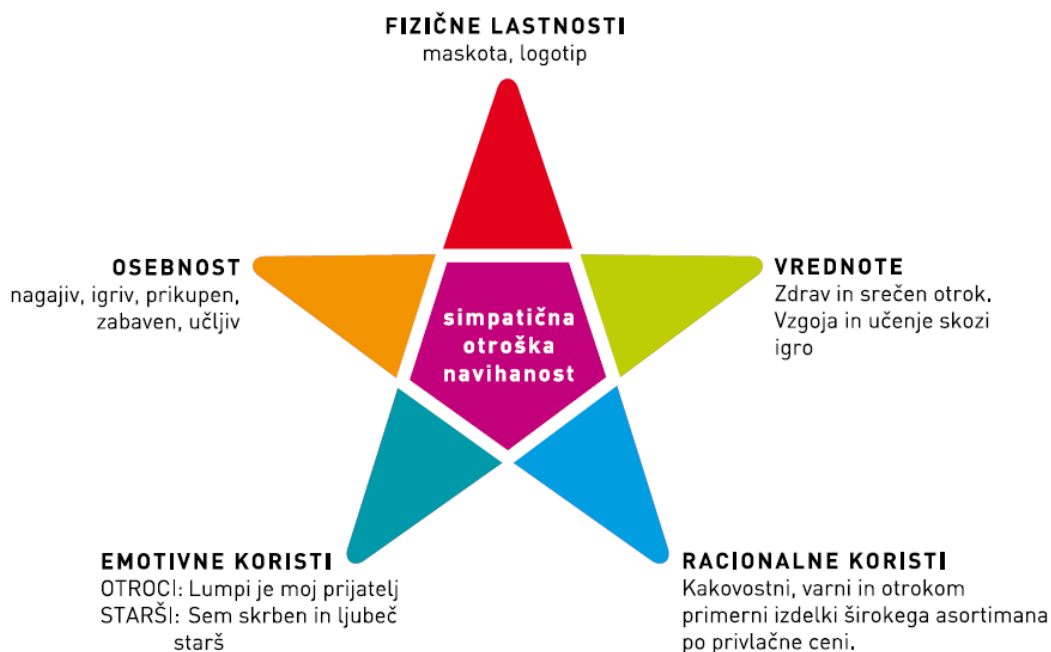 FIZIČNE LASTNOSTI
maskota, logotip
OSEBNOST
nagajiv, igriv, prikupen,
zabaven, učljiv
VREDNOTE
Zdrav in srečen otrok.
Vzgoja in učenje skozi
igro
simpatična
otroška
navihanost
EMOTIVNE KORISTI
OTROCI: Lumpi je moj prijatelj
STARŠI: Sem skrben in ljubeč
starš
RACIONALNE KORISTI
Kakovostni, varni in otrokom
primerni izdelki širokega asortimana
po privlačne ceni.